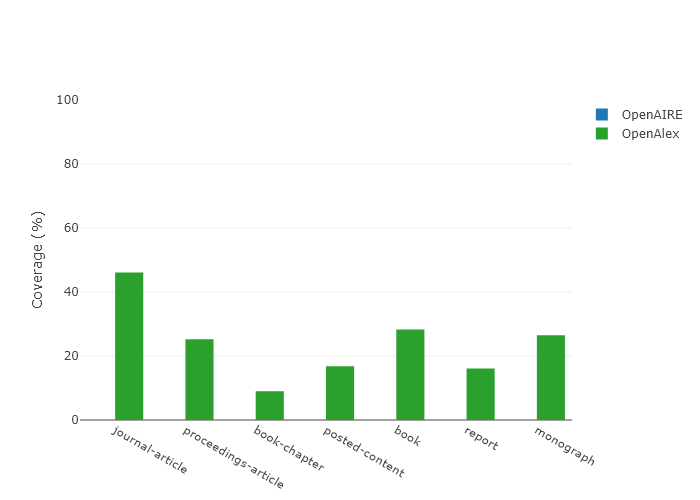 100
80
60
40
20
0
Coverage (%)
journal-article
proceedings-article
book-chapter
posted-content
book
report
monograph
OpenAIRE
OpenAlex